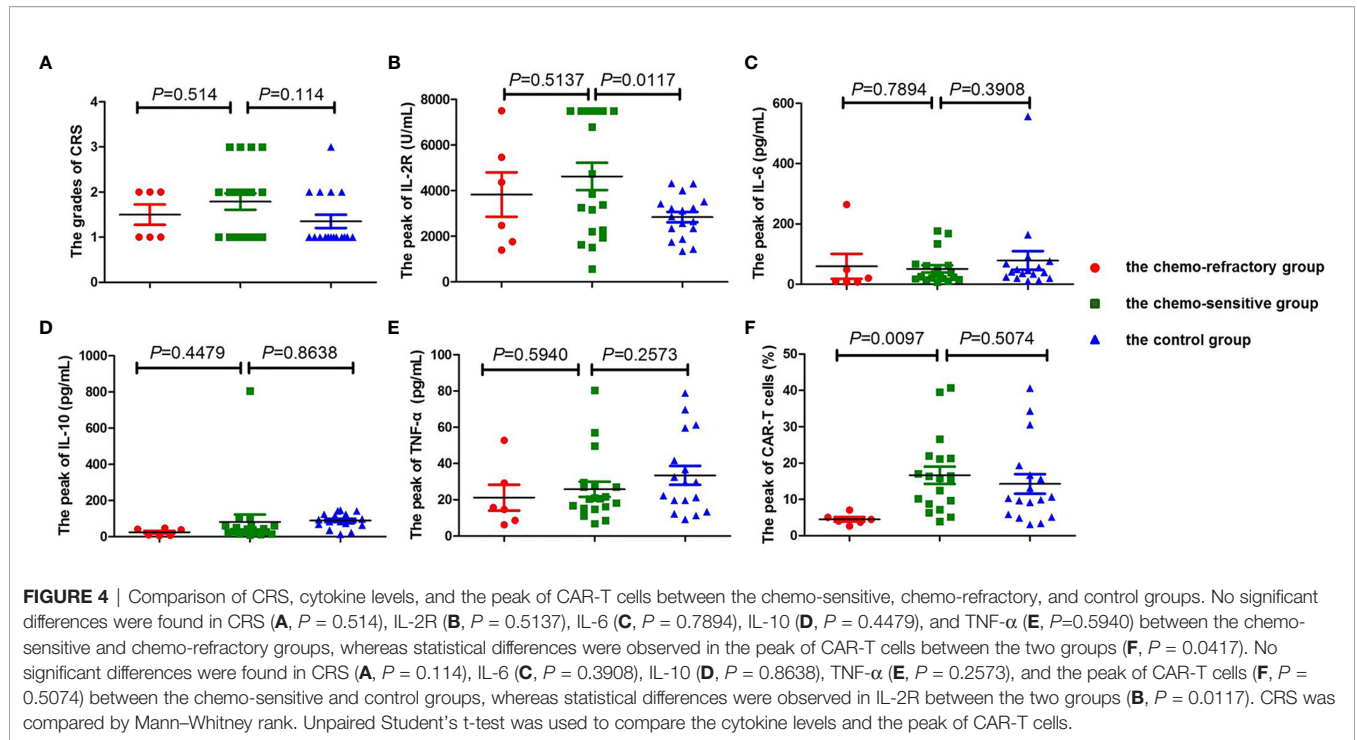 A
P=0.514
P=0.114
The grades of CRS
4
3
2
1
0
B
P=0.5137
P=0.0117
The peak of IL-2R (U/mL)
8000
6000
4000
2000
0
C
P=0.7894
P=0.3908
The peak of IL-6 (pg/mL)
600
400
200
0
the chemo-refractory group
the chemo-sensitive group
the control group
D
P=0.4479
P=0.8638
The peak of IL-10 (pg/mL)
1000
800
600
400
200
0
E
P=0.5940
P=0.2573
The peak of TNF-α (pg/mL)
100
80
60
40
20
0
F
P=0.0097
P=0.5074
The peak of CAR-T cells (%)
50
40
30
20
10
0
FIGURE 4 | Comparison of CRS, cytokine levels, and the peak of CAR-T cells between the chemo-sensitive, chemo-refractory, and control groups. No significant
differences were found in CRS (A, P = 0.514), IL-2R (B, P = 0.5137), IL-6 (C, P = 0.7894), IL-10 (D, P = 0.4479), and TNF-α (E, P=0.5940) between the chemo-
sensitive and chemo-refractory groups, whereas statistical differences were observed in the peak of CAR-T cells between the two groups (F, P = 0.0417). No
significant differences were found in CRS (A, P = 0.114), IL-6 (C, P = 0.3908), IL-10 (D, P = 0.8638), TNF-α (E, P = 0.2573), and the peak of CAR-T cells (F, P =
0.5074) between the chemo-sensitive and control groups, whereas statistical differences were observed in IL-2R between the two groups (B, P = 0.0117). CRS was
compared by Mann–Whitney rank. Unpaired Student's t-test was used to compare the cytokine levels and the peak of CAR-T cells.